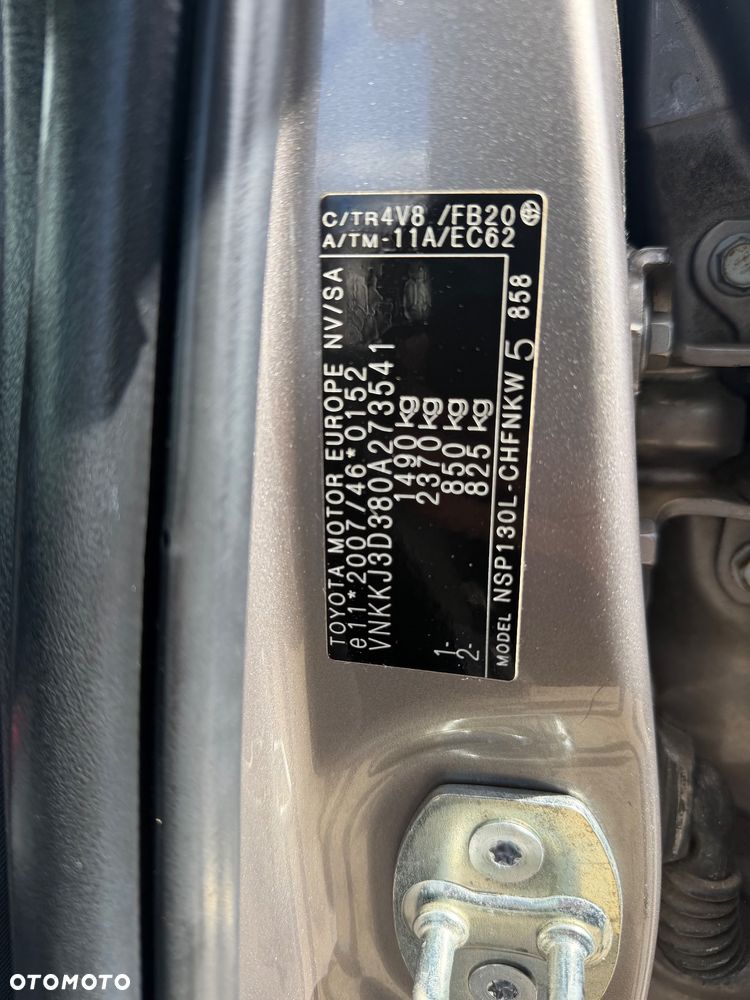 C/TR4V8 /FB20
A/TM-11A/EC62
TOYOTA MOTOR EUROPE NV/SA
e11*2007/46*0152
VNKKJ3D380A273541
1490 kg
2370 kg
1- 850 kg
2- 825 kg
MODEL NSP130L-CHFNKW 5 858
OTOMOTO